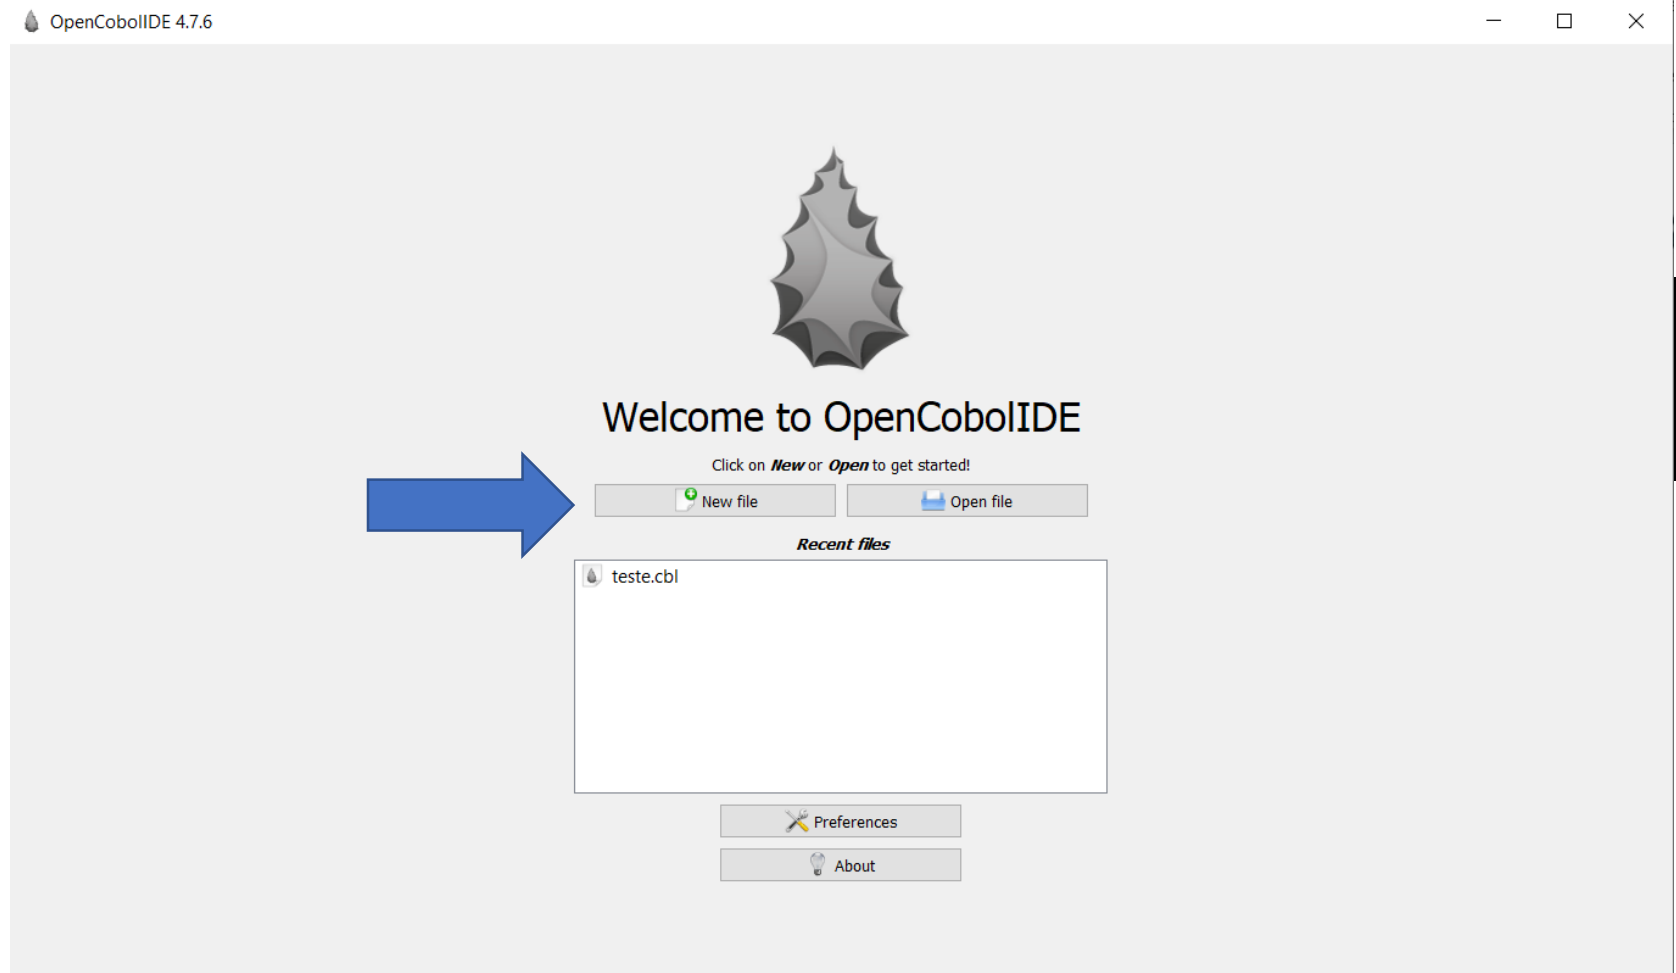 OpenCobolIDE 4.7.6
Welcome to OpenCobolIDE
Click on New or Open to get started!
New file
Open file
Recent files
teste.cbl
Preferences
About